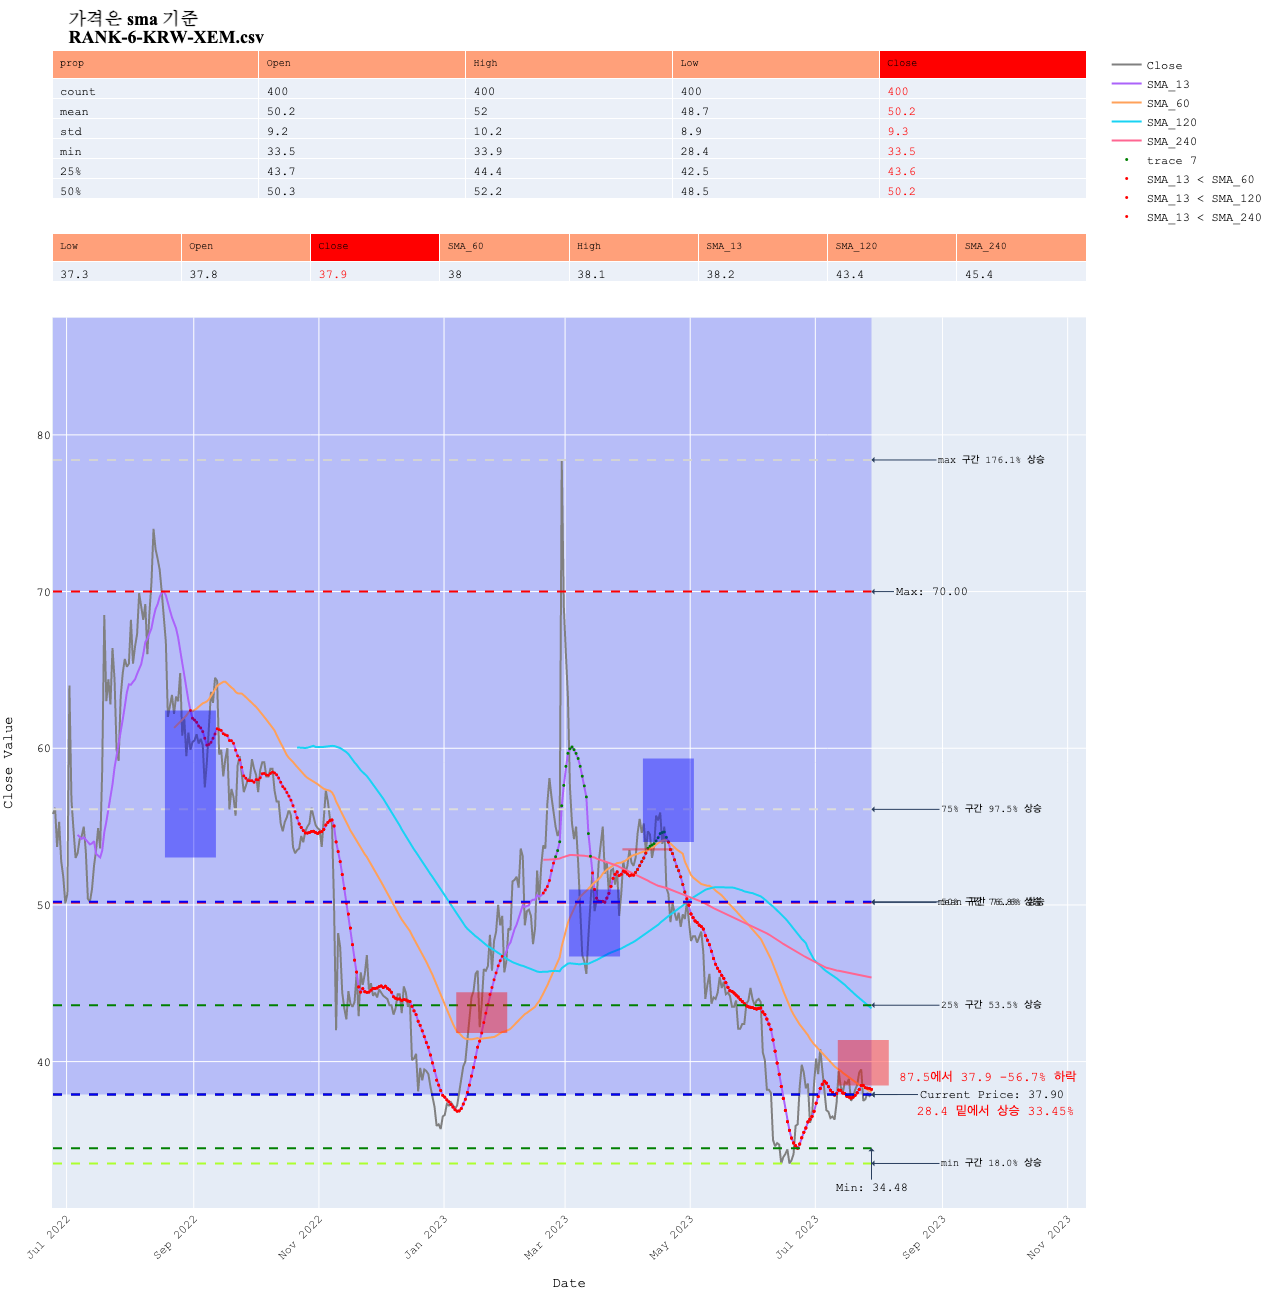 가격은 sma 기준
RANK-6-KRW-XEM.csv
prop Open High Low Close
count 400 400 400 400
mean 50.2 52 48.7 50.2
std 9.2 10.2 8.9 9.3
min 33.5 33.9 28.4 33.5
25% 43.7 44.4 42.5 43.6
50% 50.3 52.2 48.5 50.2
Low Open Close SMA_60 High SMA_13 SMA_120 SMA_240
37.3 37.8 37.9 38 38.1 38.2 43.4 45.4
Close
SMA_13
SMA_60
SMA_120
SMA_240
trace 7
SMA_13 < SMA_60
SMA_13 < SMA_120
SMA_13 < SMA_240
Close Value
80
70
60
50
40
max 구간 176.1% 상승
Max: 70.00
75% 구간 97.5% 상승
25% 구간 53.5% 상승
87.5에서 37.9 -56.7% 하락
Current Price: 37.90
28.4 밑에서 상승 33.45%
min 구간 18.0% 상승
Min: 34.48
Jul 2022
Sep 2022
Nov 2022
Jan 2023
Mar 2023
May 2023
Jul 2023
Sep 2023
Nov 2023
Date